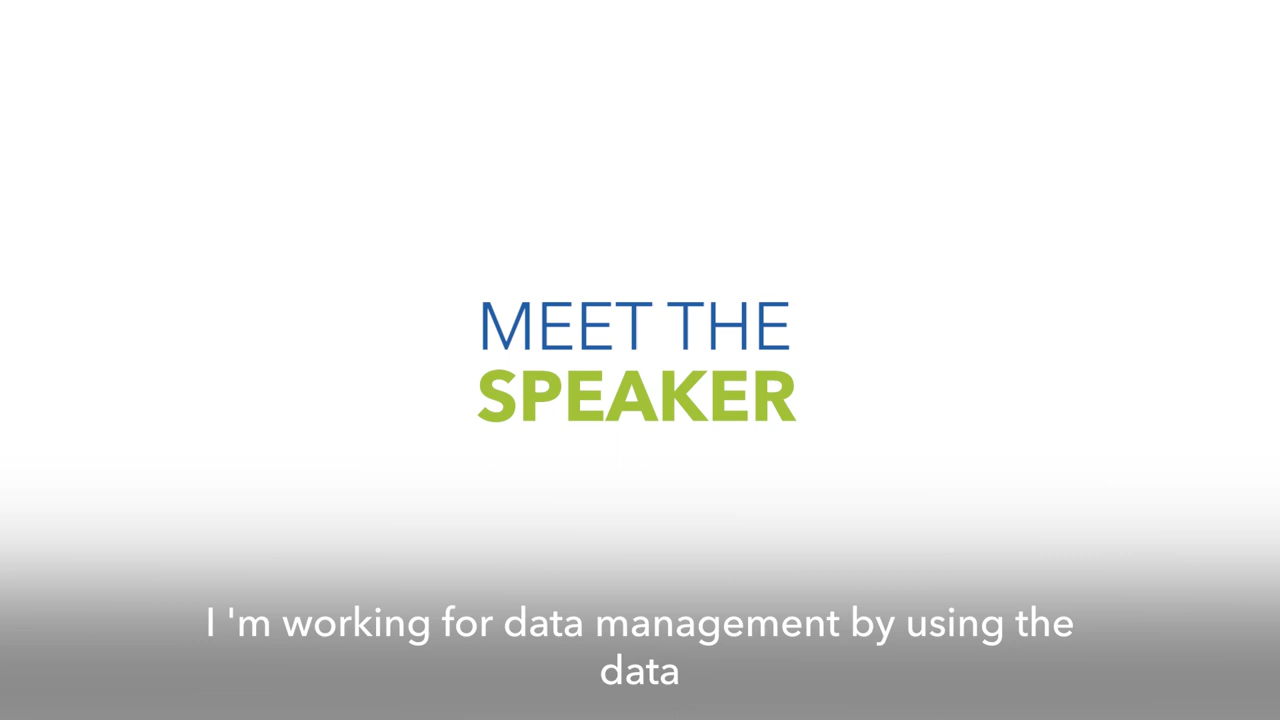 MEET THE
SPEAKER
I 'm working for data management by using the
data